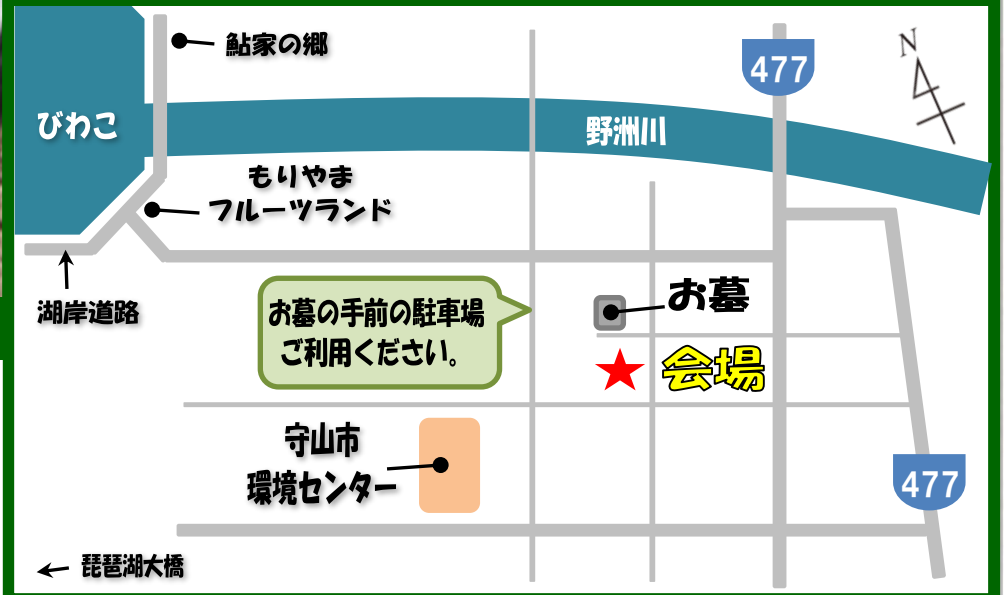 鮎家の郷
477
N
びわこ
野洲川
もりやま
フルーツランド
お墓
湖岸道路
お墓の手前の駐車場
ご利用ください。
会場
守山市
環境センター
477
琵琶湖大橋